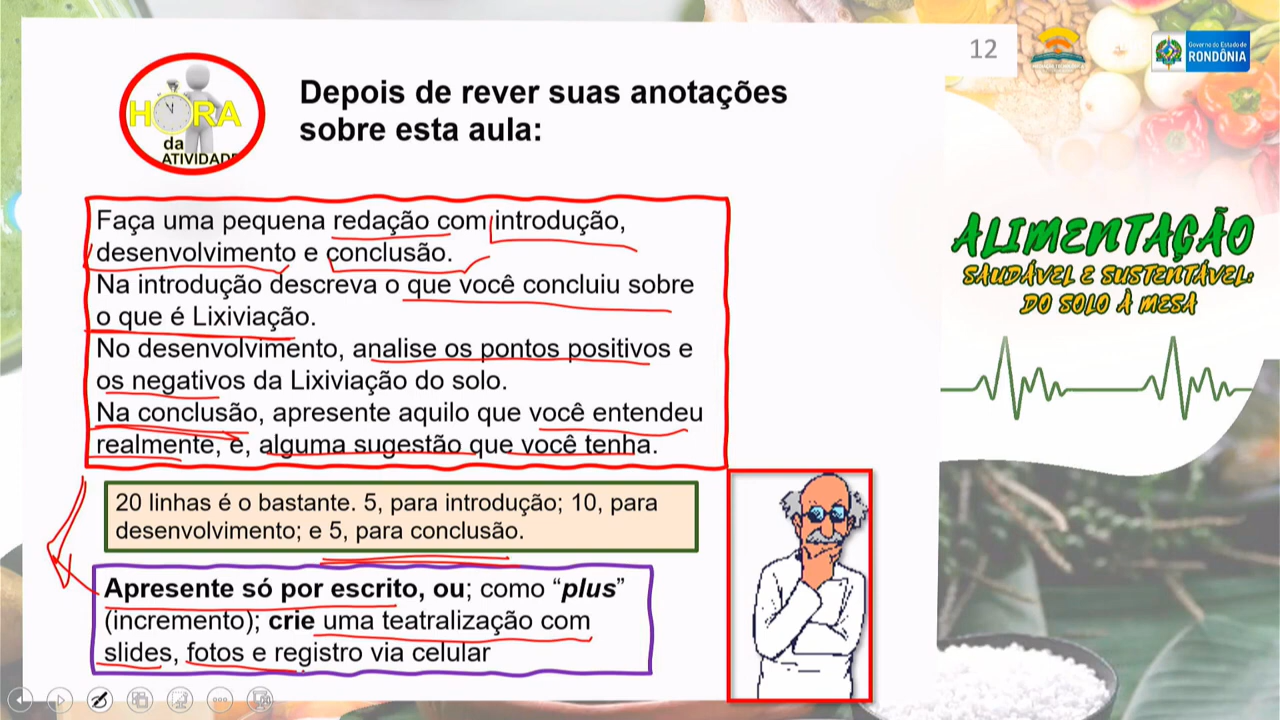 12
Governo do Estado de
RONDÔNIA
HORA
da
ATIVIDADE
Depois de rever suas anotações
sobre esta aula:
Faça uma pequena redação com introdução,
desenvolvimento e conclusão.
Na introdução descreva o que você concluiu sobre
o que é Lixiviação.
No desenvolvimento, analise os pontos positivos e
os negativos da Lixiviação do solo.
Na conclusão, apresente aquilo que você entendeu
realmente, e, alguma sugestão que você tenha.
20 linhas é o bastante. 5, para introdução; 10, para
desenvolvimento; e 5, para conclusão.
Apresente só por escrito, ou; como “plus”
(incremento); crie uma teatralização com
slides, fotos e registro via celular
ALIMENTAÇÃO
SAUDÁVEL E SUSTENTÁVEL:
DO SOLO À MESA